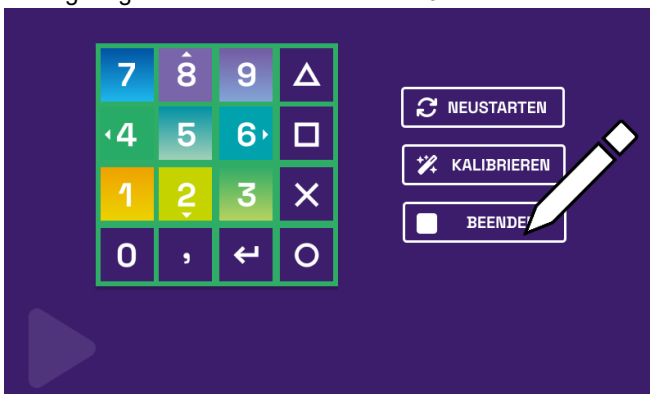 7 8 9 △
4 5 6 □
1 2 3 ×
0 , ↵ ○
NEUSTARTEN
KALIBRIEREN